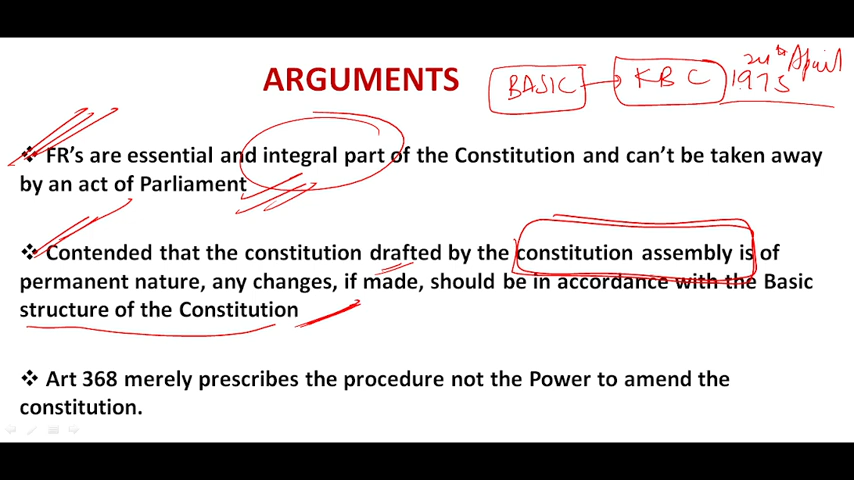 ARGUMENTS
BASIC KBC 24th April
1973
❖ FR's are essential and integral part of the Constitution and can't be taken away
by an act of Parliament
❖ Contended that the constitution drafted by the constitution assembly is of
permanent nature, any changes, if made, should be in accordance with the Basic
structure of the Constitution
❖ Art 368 merely prescribes the procedure not the Power to amend the
constitution.